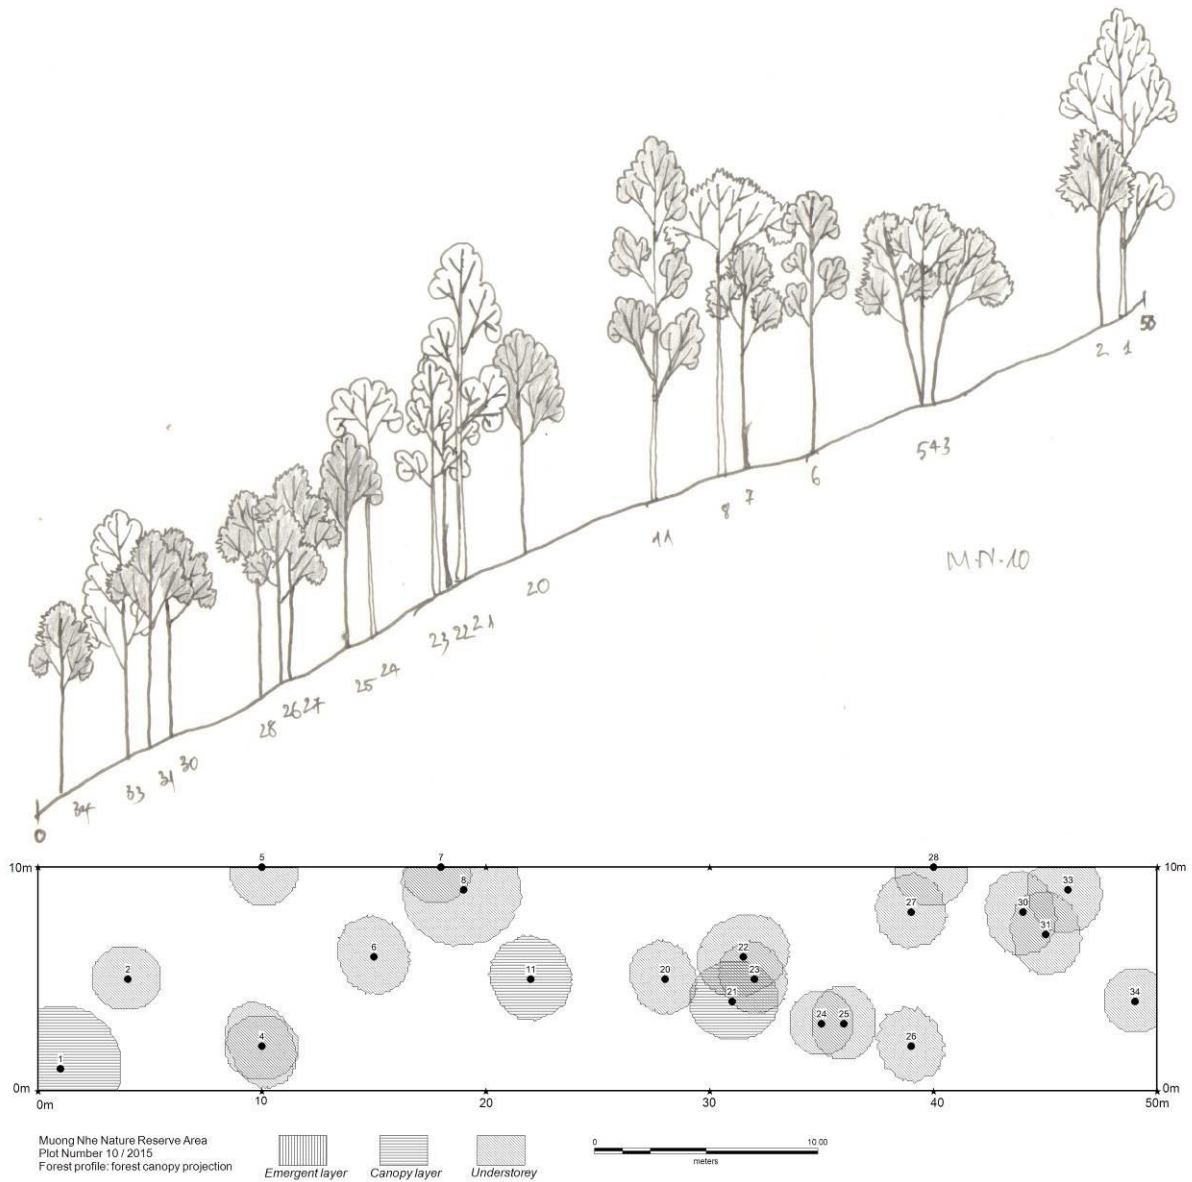 2 1
50
543
6
8 7
11
M.N.10
20
23 22 21
25 24
26 27
28
31 30
33
34
0
10m
10m
5
7
28
8
33
27
30
6
31
22
2
11
20
23
21
34
24
25
4
26
1
0m
0m
0m
10
20
30
40
50m
Muong Nhe Nature Reserve Area
Plot Number 10 / 2015
Forest profile: forest canopy projection
Emergent layer
Canopy layer
Understorey
0
10.00
meters